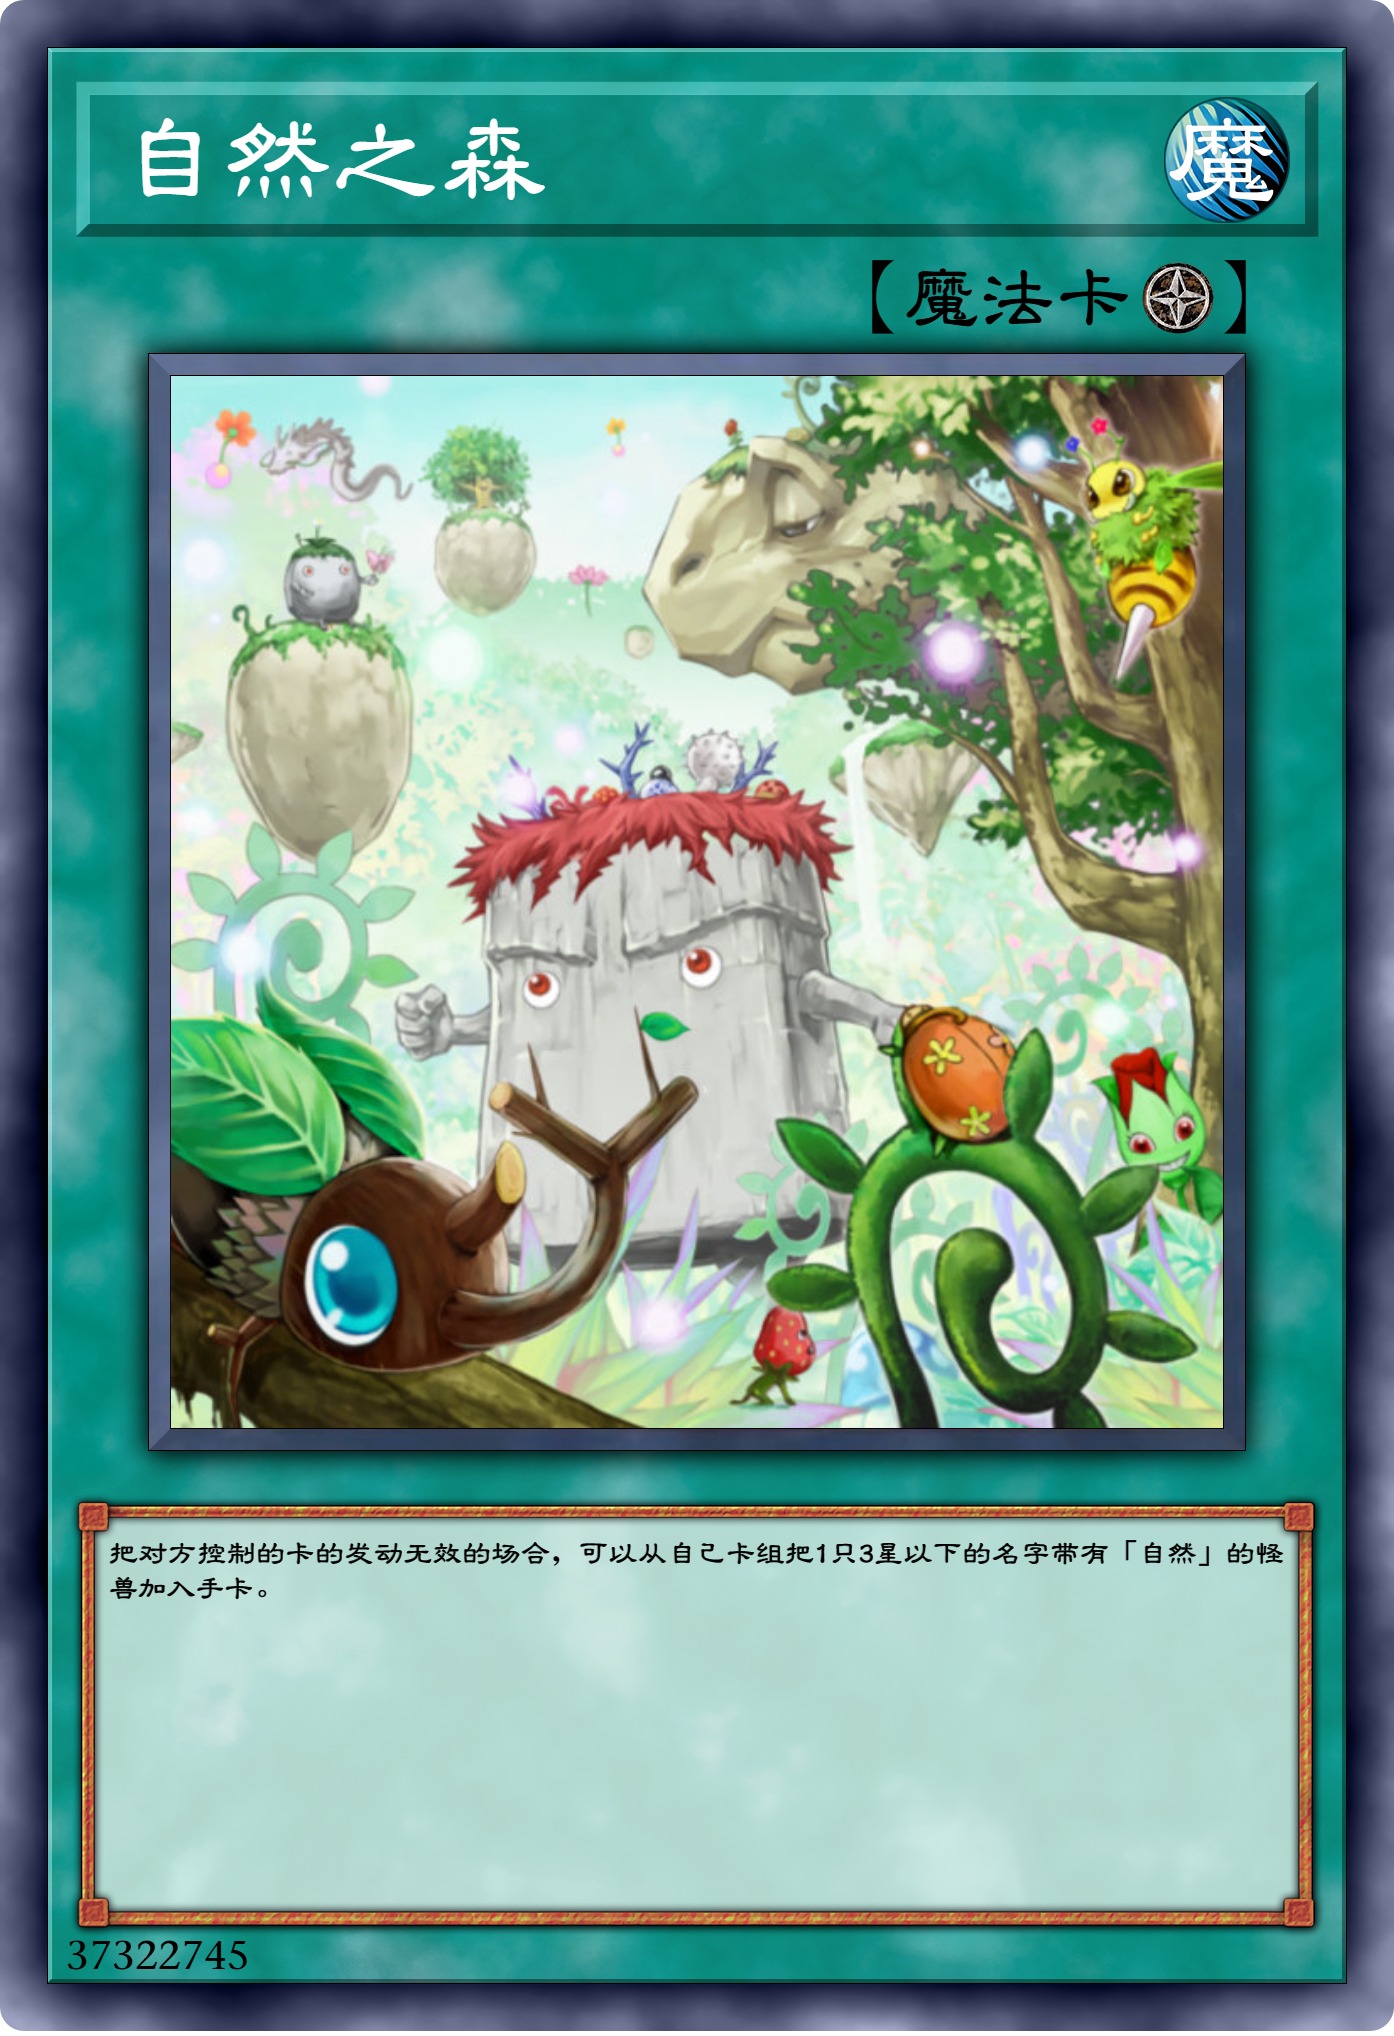 自然之森
魔
【魔法卡】
把对方控制的卡的发动无效的场合，可以从自己卡组把1只3星以下的名字带有「自然」的怪
兽加入手卡。
37322745